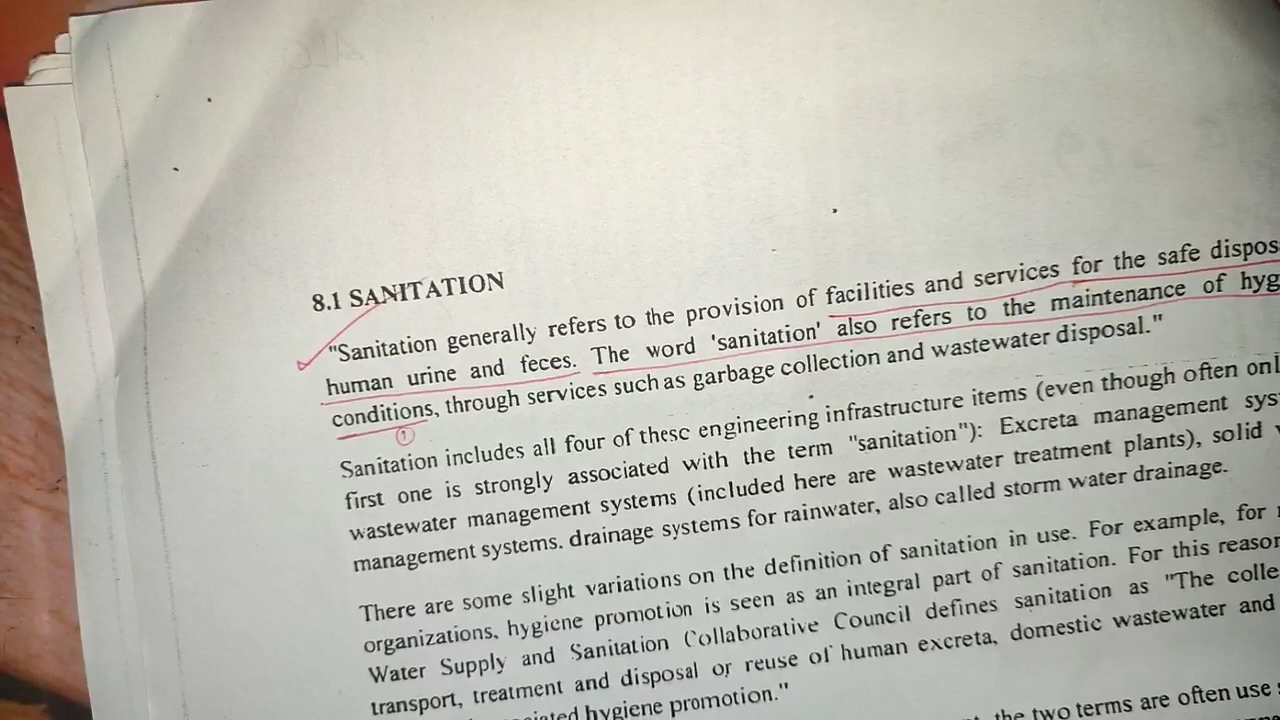 8.1 SANITATION
"Sanitation generally refers to the provision of facilities and services for the safe dispos
human urine and feces. The word 'sanitation' also refers to the maintenance of hyg
conditions, through services such as garbage collection and wastewater disposal."
1
Sanitation includes all four of these engineering infrastructure items (even though often onl
first one is strongly associated with the term "sanitation"): Excreta management sys
wastewater management systems (included here are wastewater treatment plants), solid
management systems. drainage systems for rainwater, also called storm water drainage.
There are some slight variations on the definition of sanitation in use. For example, for
organizations, hygiene promotion is seen as an integral part of sanitation. For this reason
Water Supply and Sanitation Collaborative Council defines sanitation as "The colle
transport, treatment and disposal or reuse of human excreta, domestic wastewater and
hygiene promotion."
the two terms are often use